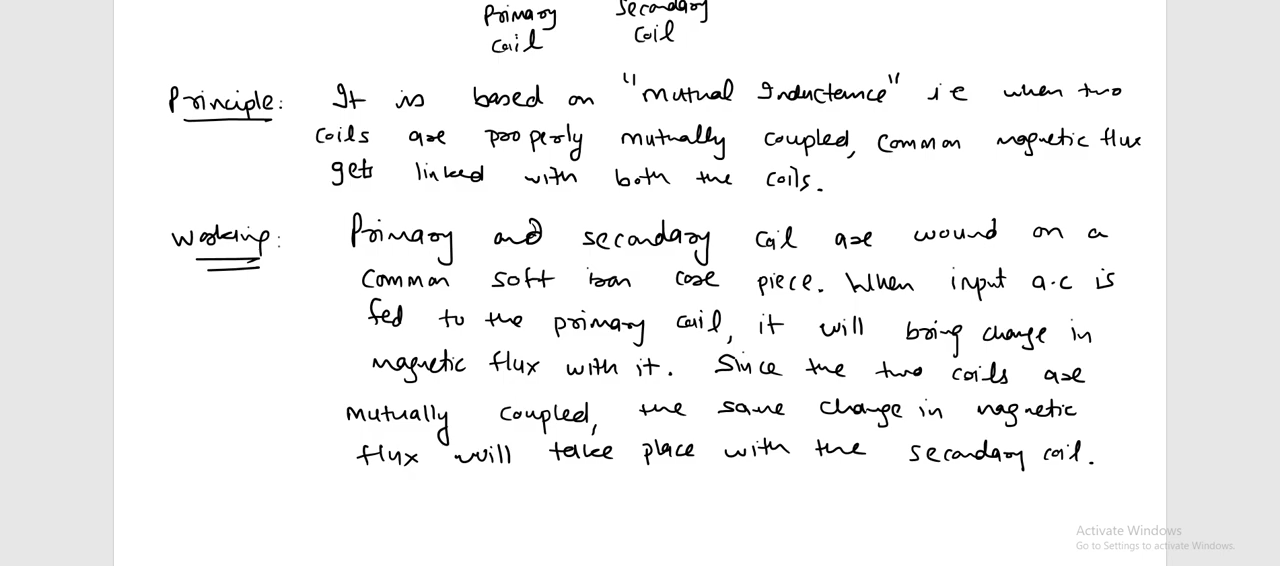 Primary Secondary
coil coil
Principle: It is based on "Mutual Inductance" i.e when two
coils are properly mutually coupled, common magnetic flux
gets linked with both the coils.
Working: Primary and secondary coil are wound on a
common soft iron core piece. When input a.c is
fed to the primary coil, it will bring change in
magnetic flux with it. Since the two coils are
mutually coupled, the same change in magnetic
flux will take place with the secondary coil.
Activate Windows
Go to Settings to activate Windows.